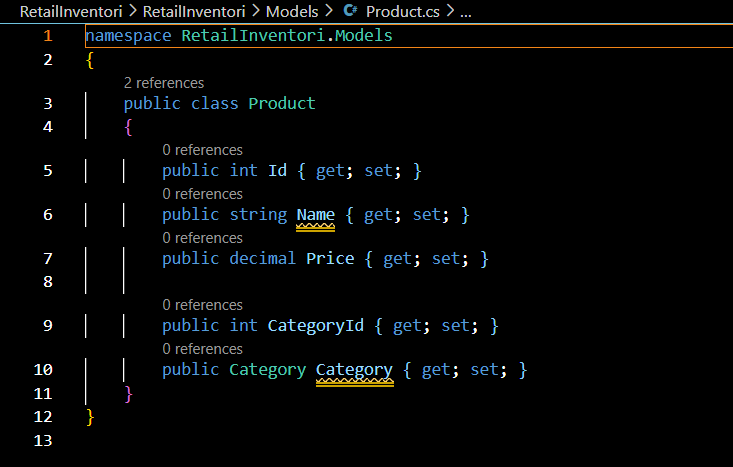 RetailInventori > RetailInventori > Models > C# Product.cs > ...
1 namespace RetailInventori.Models
2 {
2 references
3 public class Product
4 {
0 references
5 public int Id { get; set; }
0 references
6 public string Name { get; set; }
0 references
7 public decimal Price { get; set; }
8
0 references
9 public int CategoryId { get; set; }
0 references
10 public Category Category { get; set; }
11 }
12 }
13